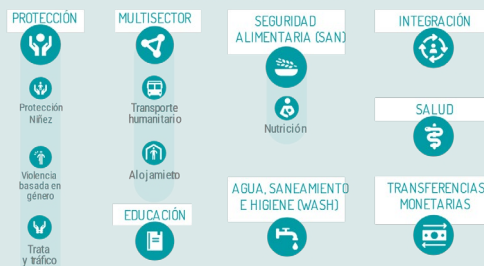 PROTECCIÓN
Protección
Niñez
Violencia
basada en
género
Trata
y tráfico
MULTISECTOR
Transporte
humanitario
Alojamieto
EDUCACIÓN
SEGURIDAD
ALIMENTARIA (SAN)
Nutrición
AGUA, SANEAMIENTO
E HIGIENE (WASH)
INTEGRACIÓN
SALUD
TRANSFERENCIAS
MONETARIAS